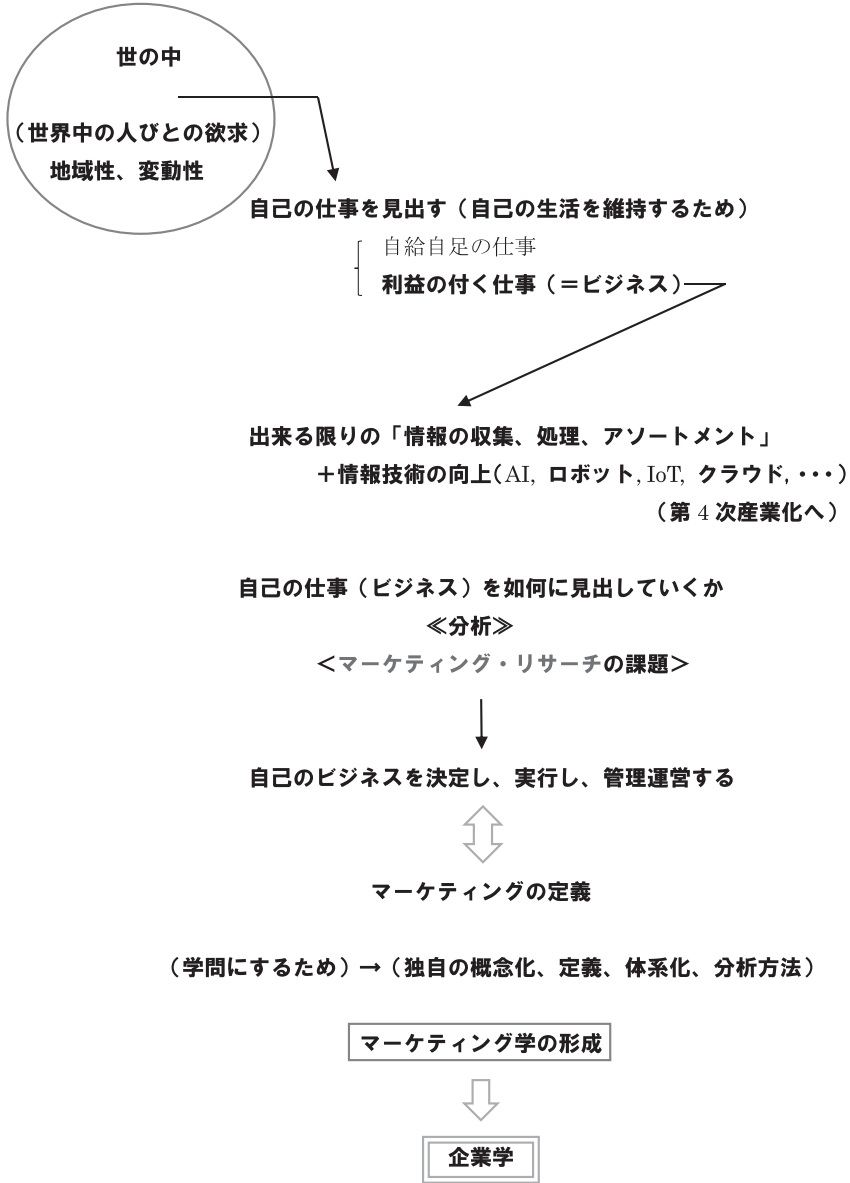 世の中
（世界中の人びとの欲求）
地域性、変動性
自己の仕事を見出す（自己の生活を維持するため）
自給自足の仕事
利益の付く仕事（＝ビジネス）
出来る限りの「情報の収集、処理、アソートメント」
＋情報技術の向上（AI, ロボット, IoT, クラウド, ・・・）
（第 4 次産業化へ）
自己の仕事（ビジネス）を如何に見出していくか
≪分析≫
＜マーケティング・リサーチの課題＞
自己のビジネスを決定し、実行し、管理運営する
マーケティングの定義
（学問にするため）→（独自の概念化、定義、体系化、分析方法）
マーケティング学の形成
企業学